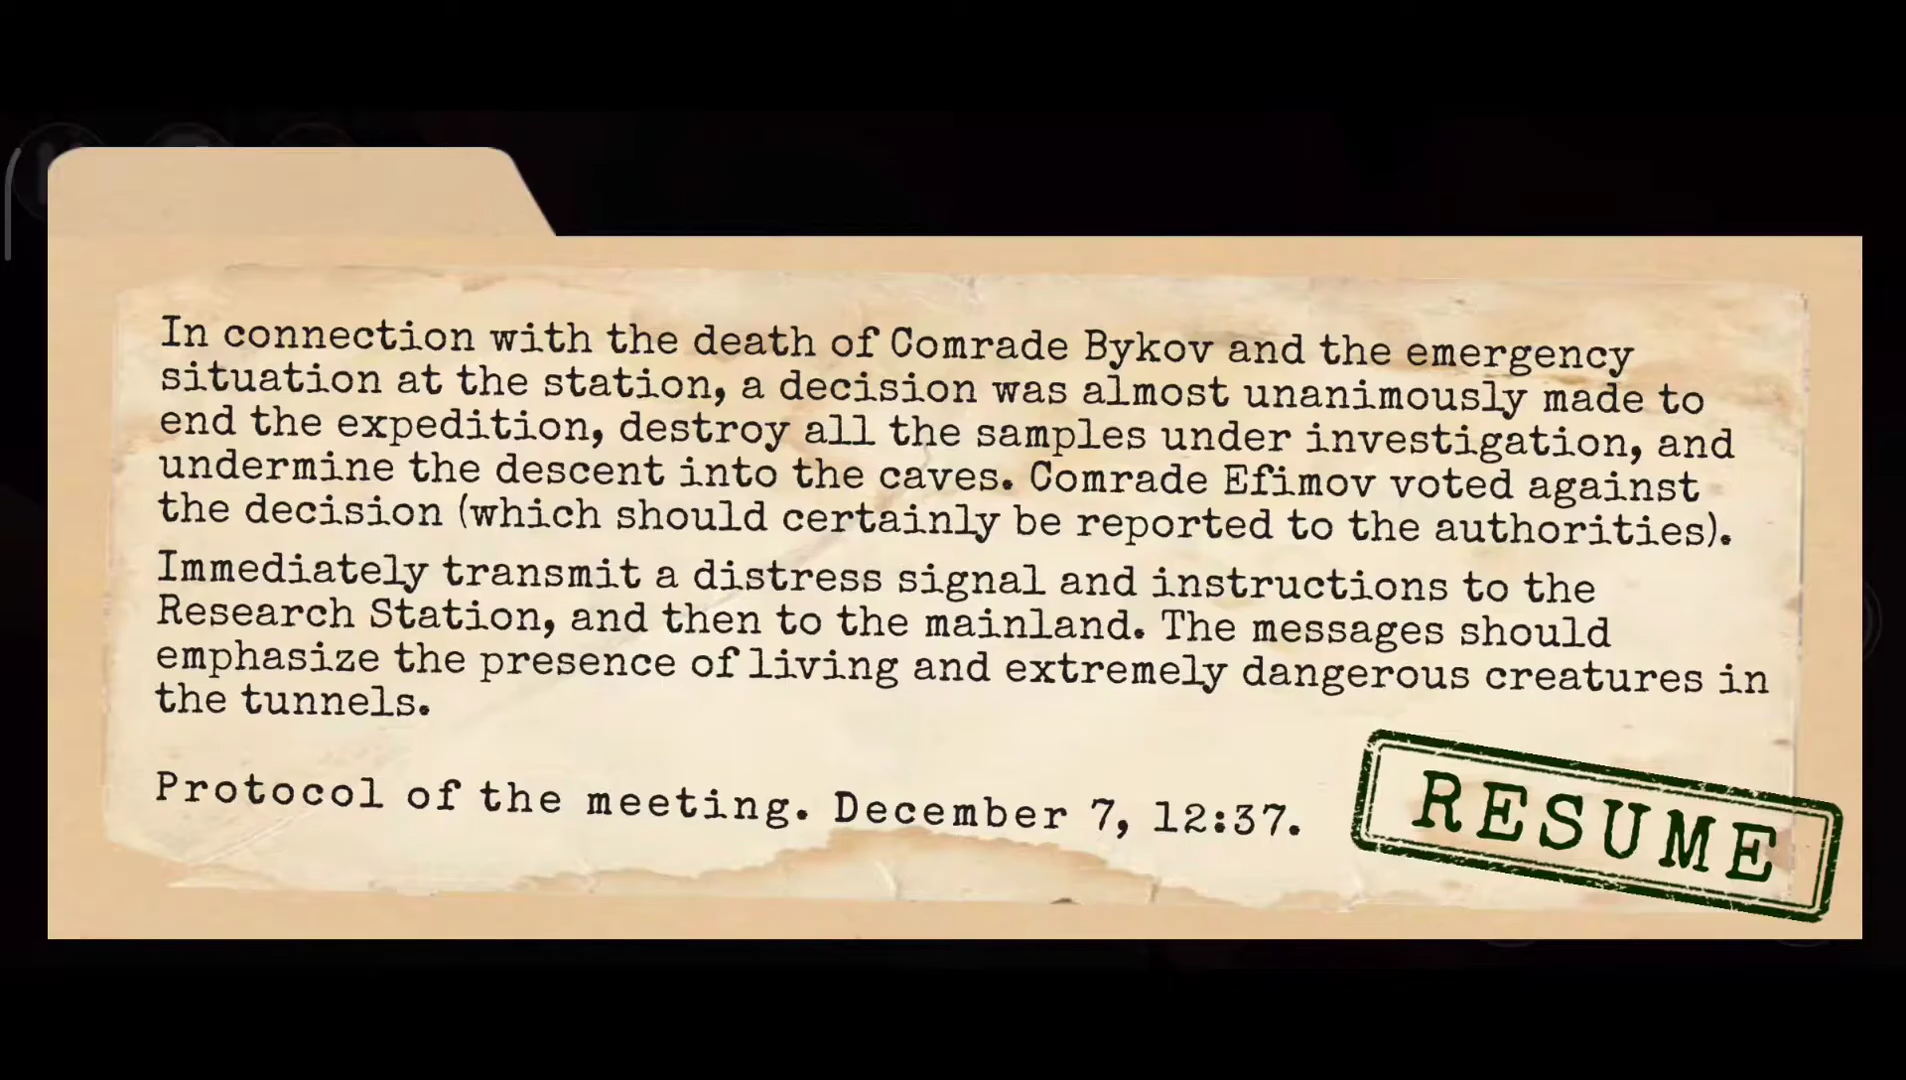 In connection with the death of Comrade Bykov and the emergency
situation at the station, a decision was almost unanimously made to
end the expedition, destroy all the samples under investigation, and
undermine the descent into the caves. Comrade Efimov voted against
the decision (which should certainly be reported to the authorities).
Immediately transmit a distress signal and instructions to the
Research Station, and then to the mainland. The messages should
emphasize the presence of living and extremely dangerous creatures in
the tunnels.
Protocol of the meeting. December 7, 12:37.
RESUME